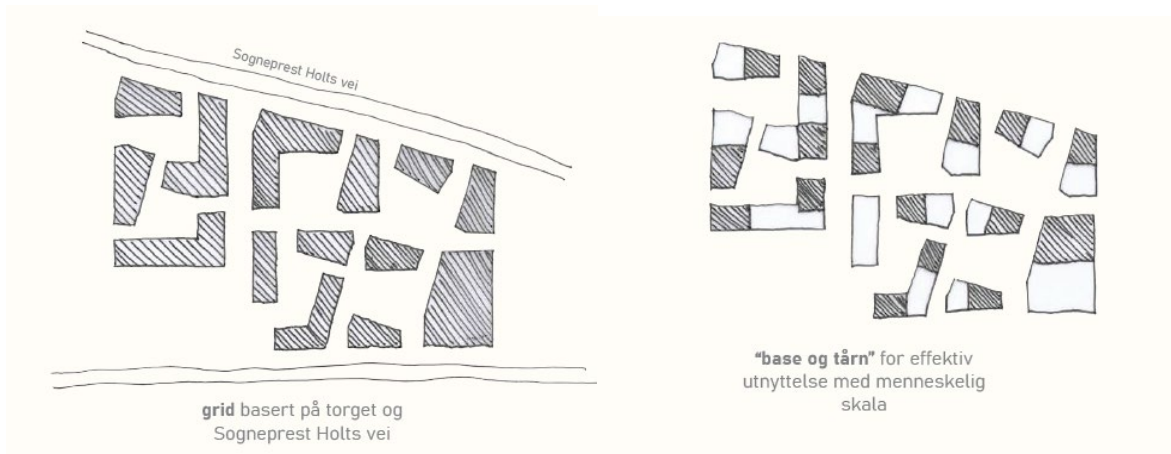 Sogneprest Holts vei
grid basert på torget og
Sogneprest Holts vei
“base og tårn” for effektiv
utnyttelse med menneskelig
skala